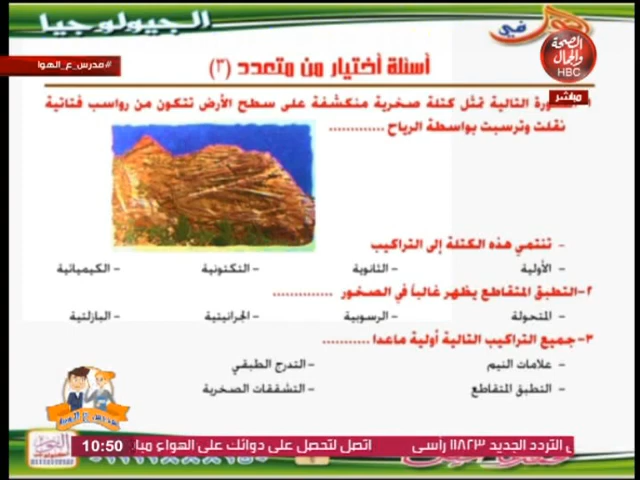 الجيولوجيا
في
الصحة
والجمال
HBC
مباشر
#مدرس_ع_الهوا
أسئلة أختيار من متعدد (٣)
الصورة التالية تمثل كتلة صخرية منكشفة على سطح الأرض تتكون من رواسب فتاتية
نقلت وترسبت بواسطة الرياح .............
- تنتمي هذه الكتلة إلى التراكيب
- الأولية - الثانوية - التكتونية - الكيميائية
٢-التطبق المتقاطع يظهر غالباً في الصخور .............
- المتحولة - الرسوبية - الجرانيتية - البازلتية
٣-جميع التراكيب التالية أولية ماعدا ...........
- علامات النيم - التدرج الطبقي
- التطبق المتقاطع - التشققات الصخرية
التردد الجديد ١١٨٢٣ رأسى
اتصل لتحصل على دوائك على الهواء
10:50